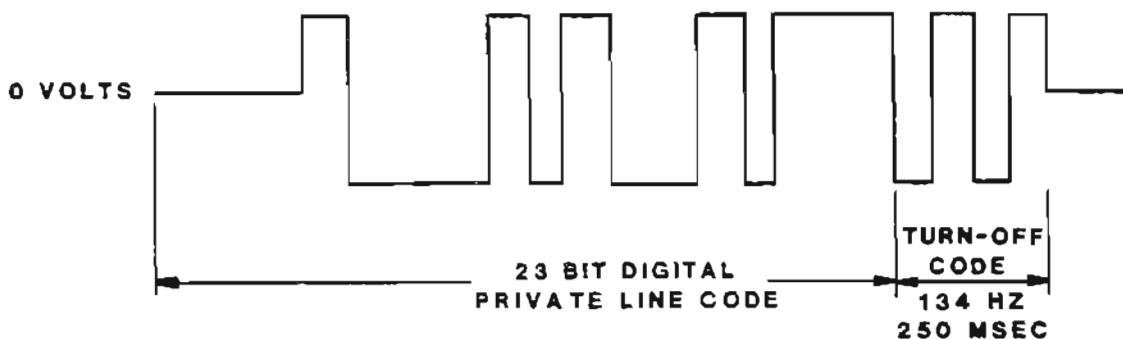 0 VOLTS
23 BIT DIGITAL
PRIVATE LINE CODE
TURN-OFF
CODE
134 HZ
250 MSEC